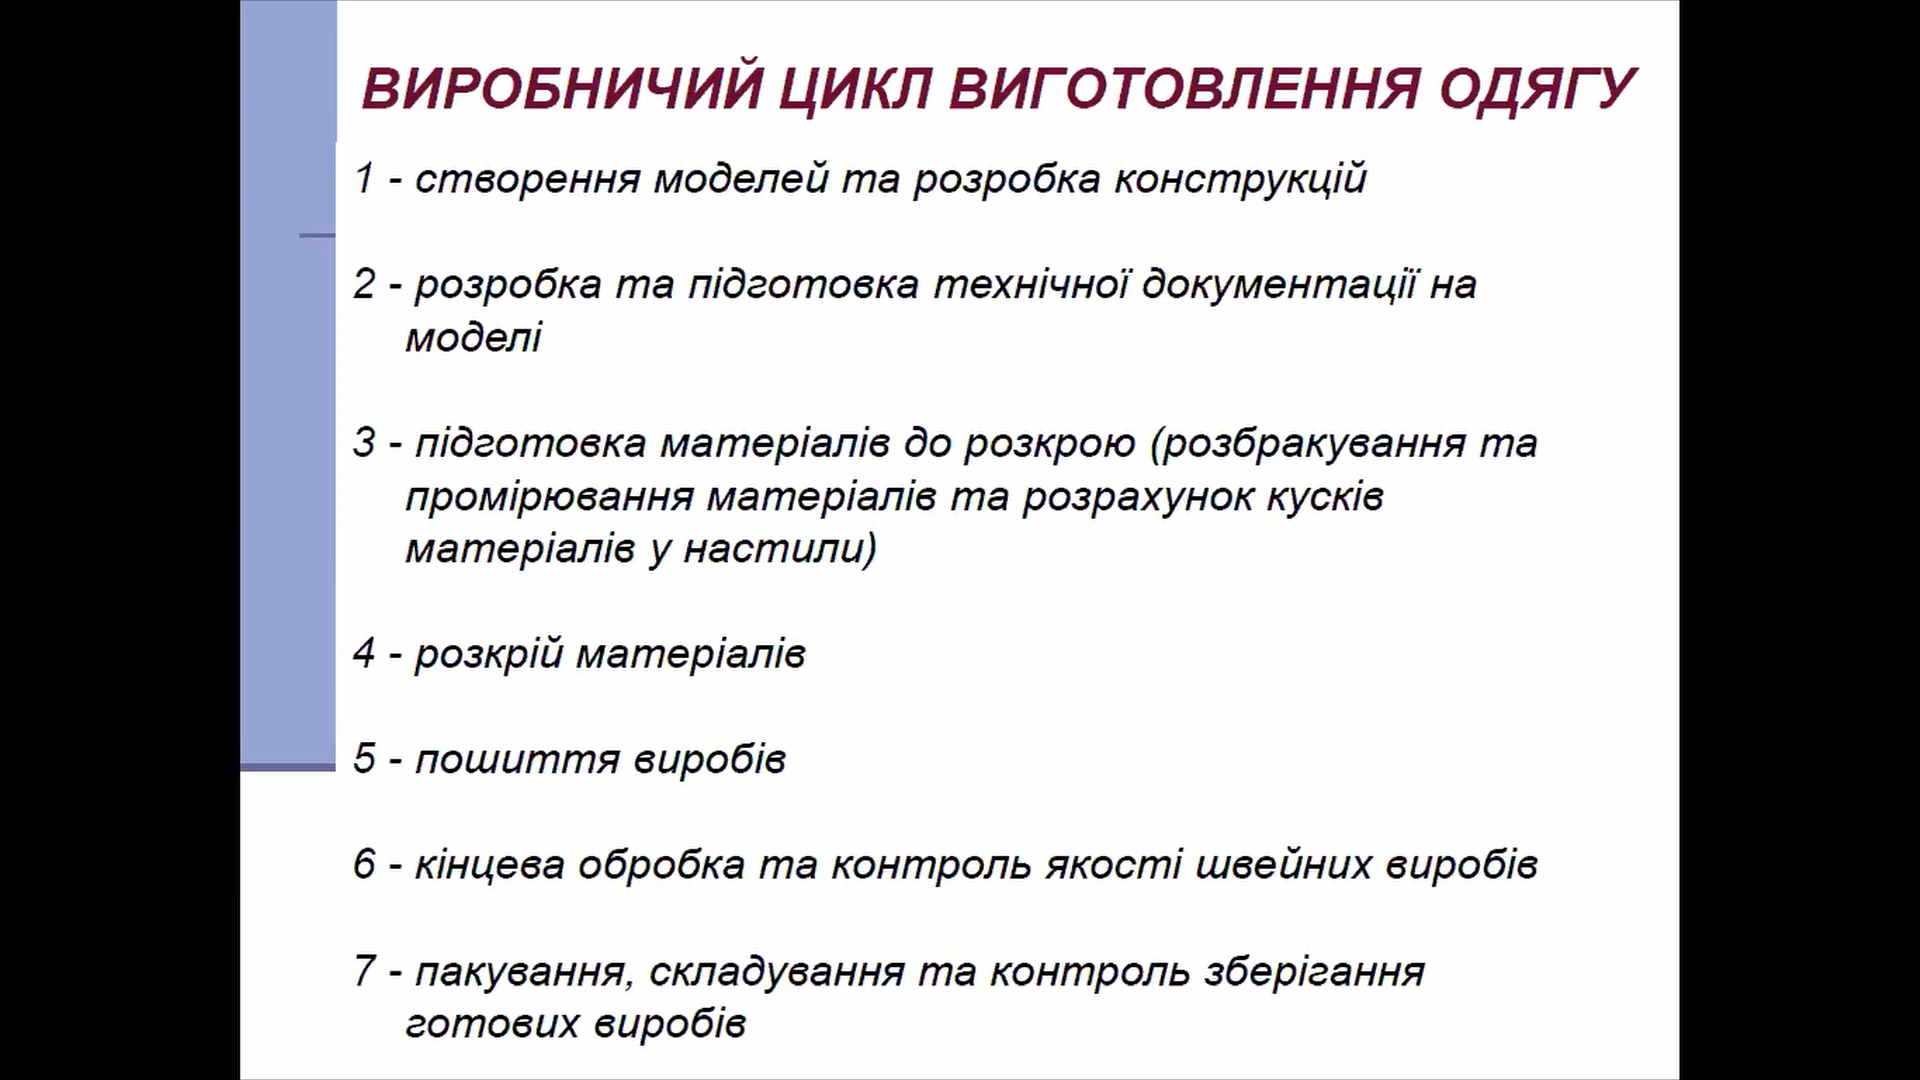 ВИРОБНИЧИЙ ЦИКЛ ВИГОТОВЛЕННЯ ОДЯГУ
1 - створення моделей та розробка конструкцій
2 - розробка та підготовка технічної документації на
моделі
3 - підготовка матеріалів до розкрою (розбракування та
промірювання матеріалів та розрахунок кусків
матеріалів у настили)
4 - розкрій матеріалів
5 - пошиття виробів
6 - кінцева обробка та контроль якості швейних виробів
7 - пакування, складування та контроль зберігання
готових виробів